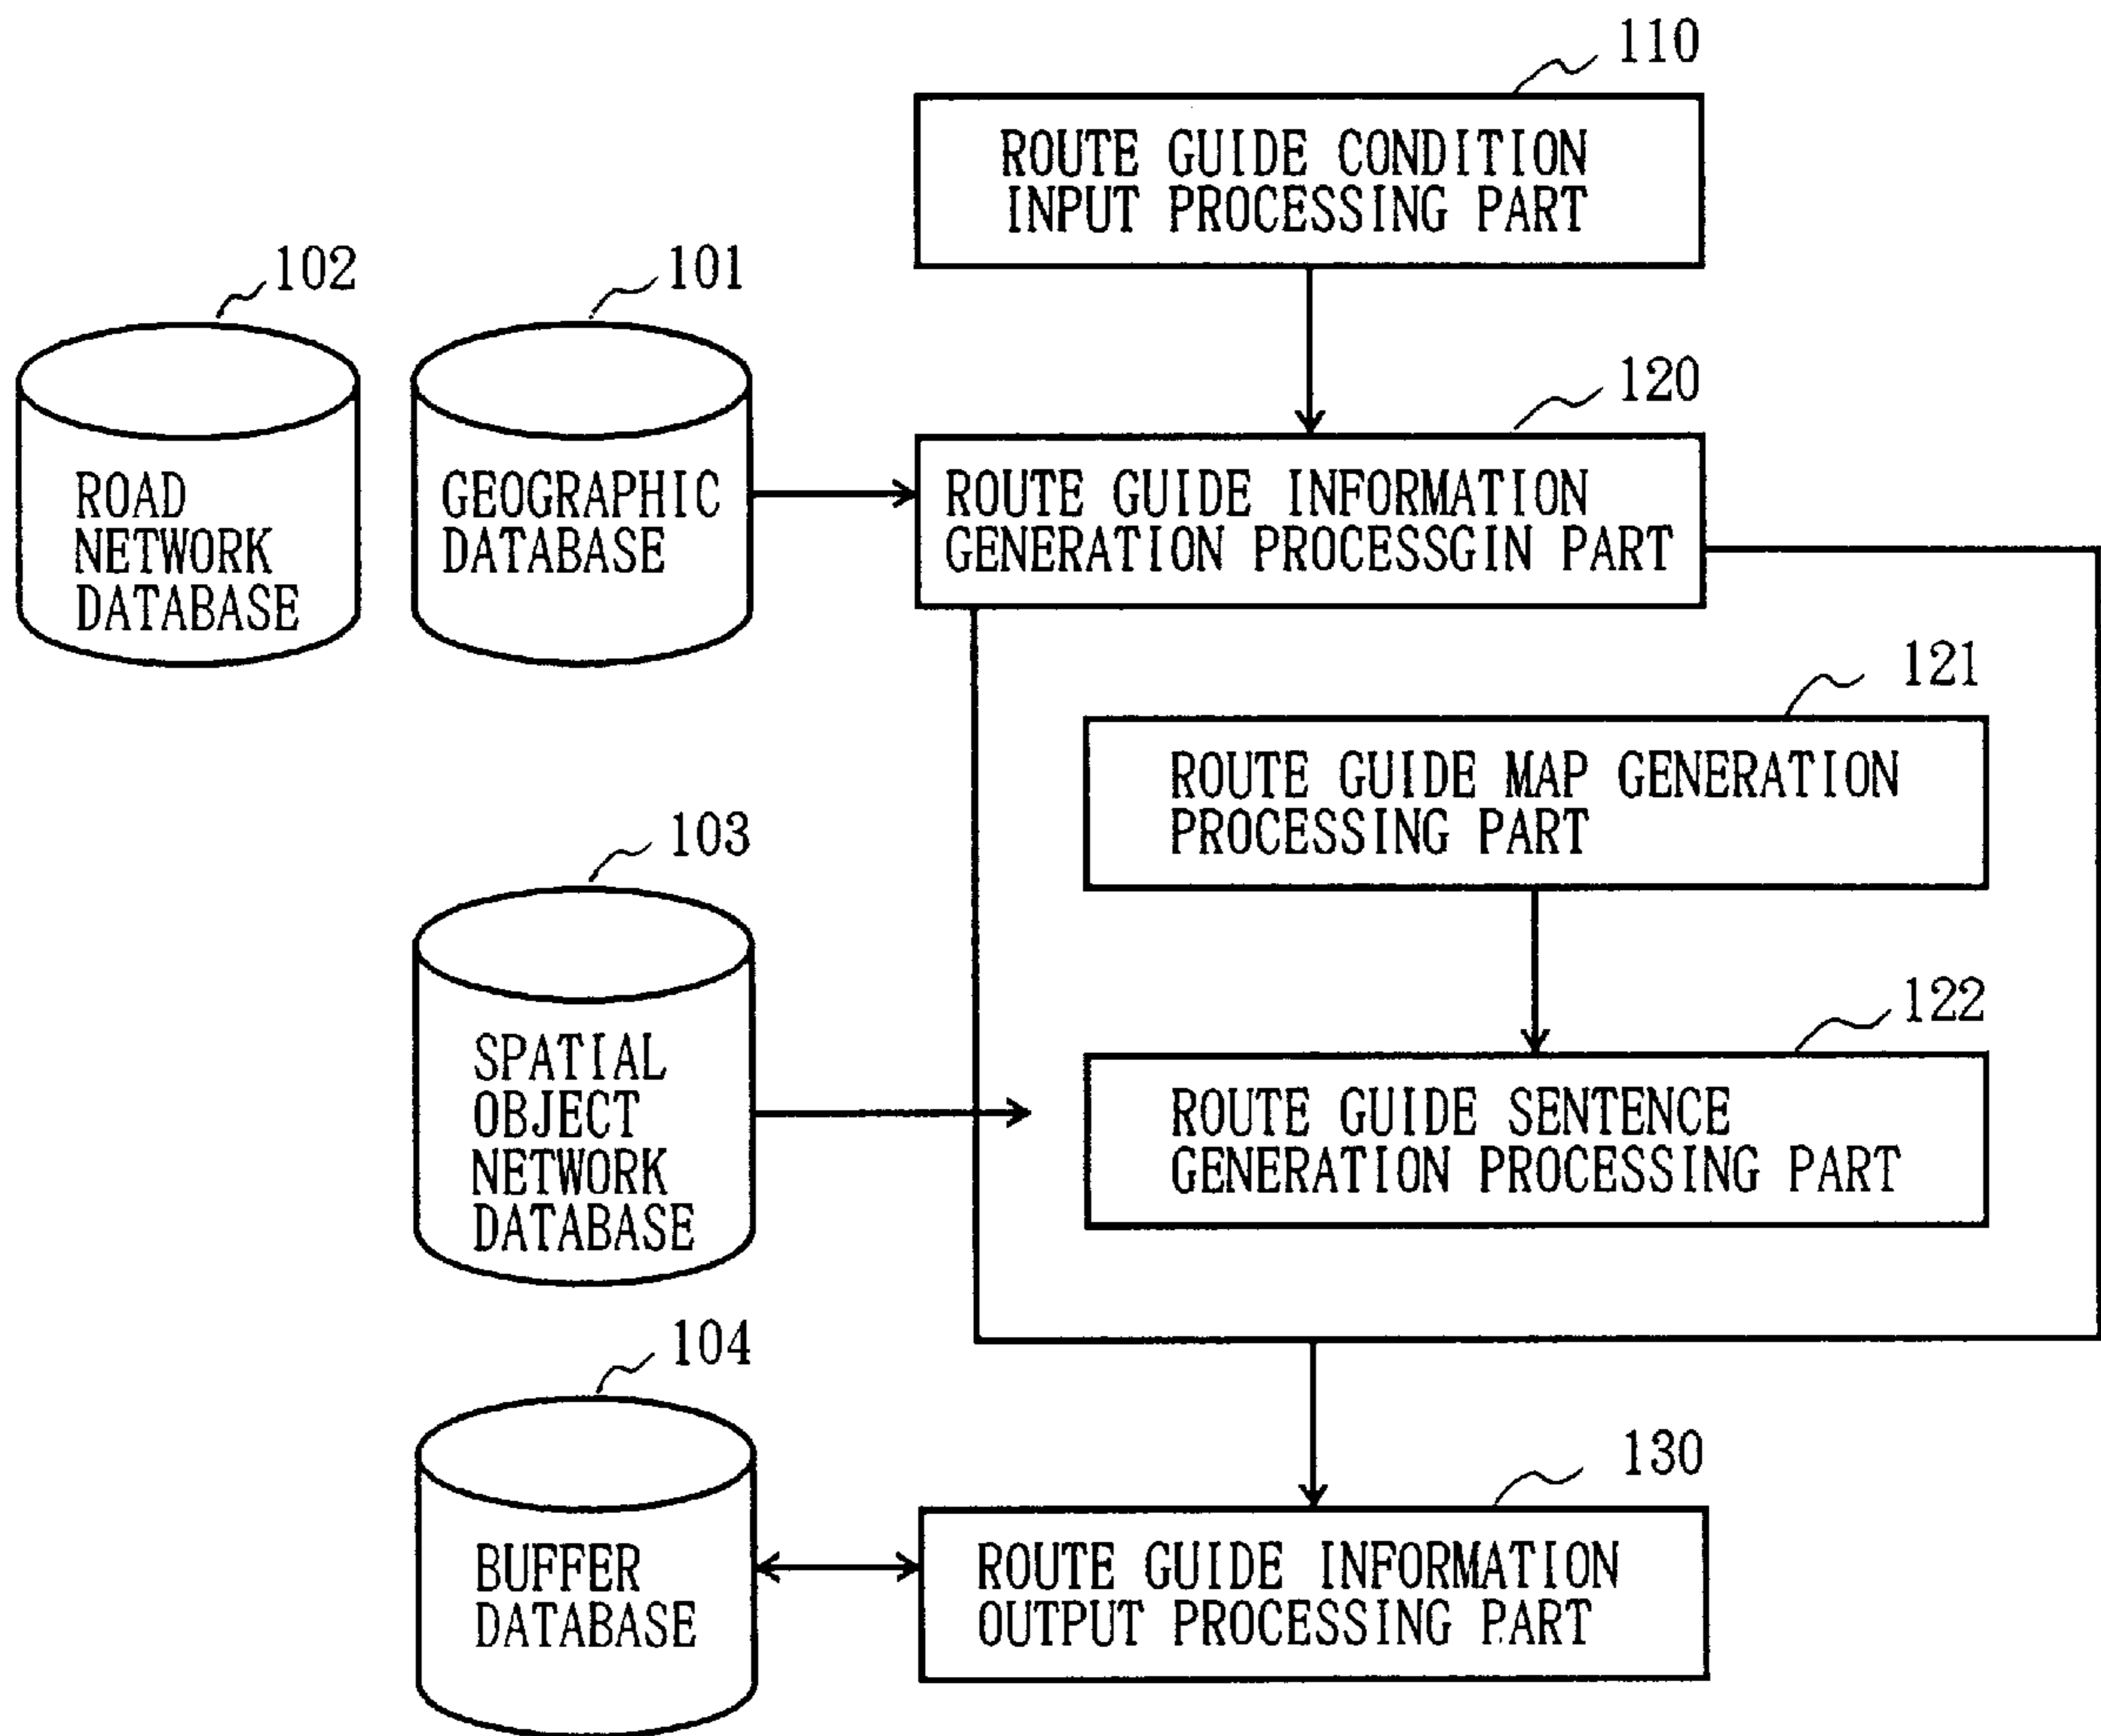 110
ROUTE GUIDE CONDITION
INPUT PROCESSING PART
102
101
120
ROAD
NETWORK
DATABASE
GEOGRAPHIC
DATABASE
ROUTE GUIDE INFORMATION
GENERATION PROCESSGIN PART
121
ROUTE GUIDE MAP GENERATION
PROCESSING PART
103
122
SPATIAL
OBJECT
NETWORK
DATABASE
ROUTE GUIDE SENTENCE
GENERATION PROCESSING PART
104
130
BUFFER
DATABASE
ROUTE GUIDE INFORMATION
OUTPUT PROCESSING PART